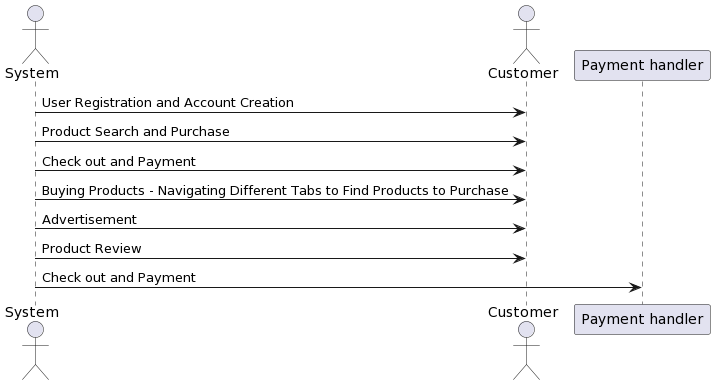 System
Customer
Payment handler
User Registration and Account Creation
Product Search and Purchase
Check out and Payment
Buying Products - Navigating Different Tabs to Find Products to Purchase
Advertisement
Product Review
Check out and Payment
System
Customer
Payment handler